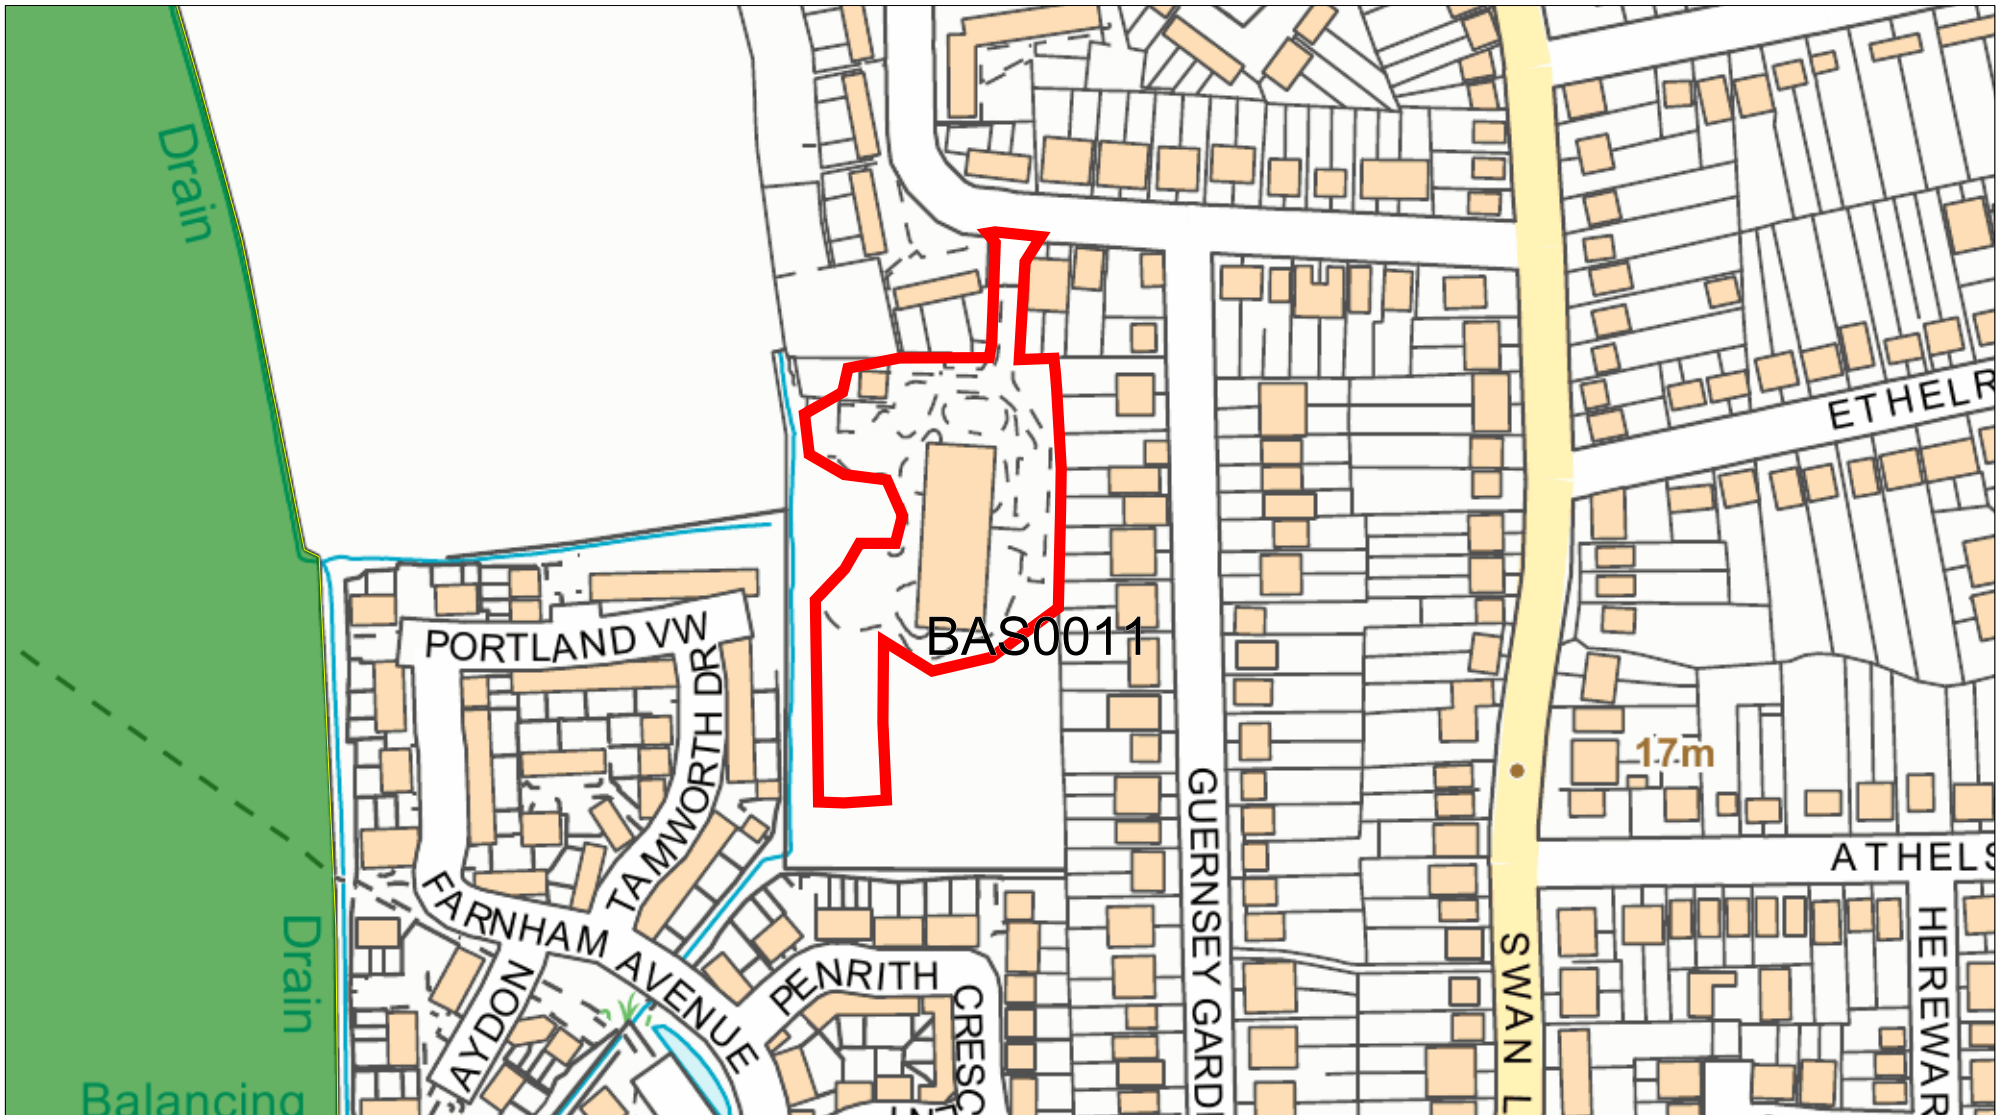 Drain
ETHELR
PORTLAND VW
BAS0011
TAMWORTH DR
17m
GUERNSEY GARD
ATHELS
FARNHAM AVENUE
Drain
SWAN L
HEREWAR
PENRITH
CRESC
AYDON
Balancing